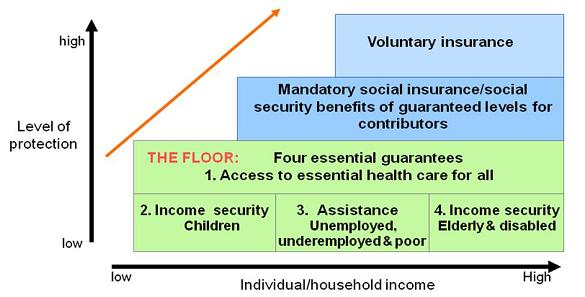 high
Level of
protection
low
Voluntary insurance
Mandatory social insurance/social
security benefits of guaranteed levels for
contributors
THE FLOOR: Four essential guarantees
1. Access to essential health care for all
2. Income security
Children
3. Assistance
Unemployed,
underemployed & poor
4. Income security
Elderly & disabled
low
High
Individual/household income